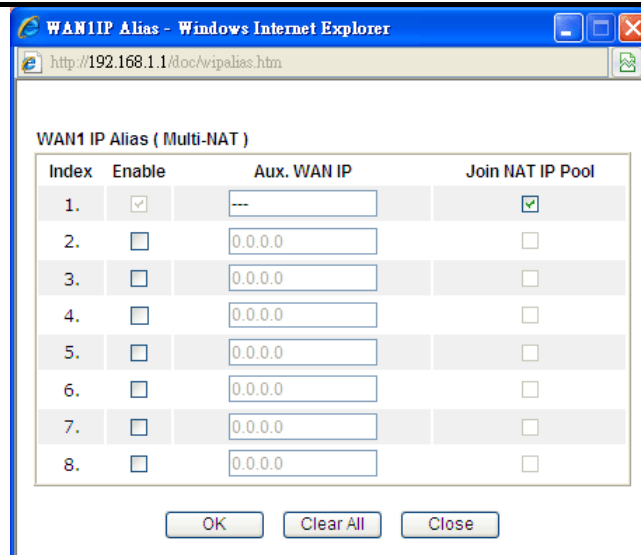 WAN1IP Alias - Windows Internet Explorer
http://192.168.1.1/doc/wipalias.htm
WAN1 IP Alias ( Multi-NAT )
Index Enable Aux. WAN IP Join NAT IP Pool
1. ---
2. 0.0.0.0
3. 0.0.0.0
4. 0.0.0.0
5. 0.0.0.0
6. 0.0.0.0
7. 0.0.0.0
8. 0.0.0.0
OK Clear All Close